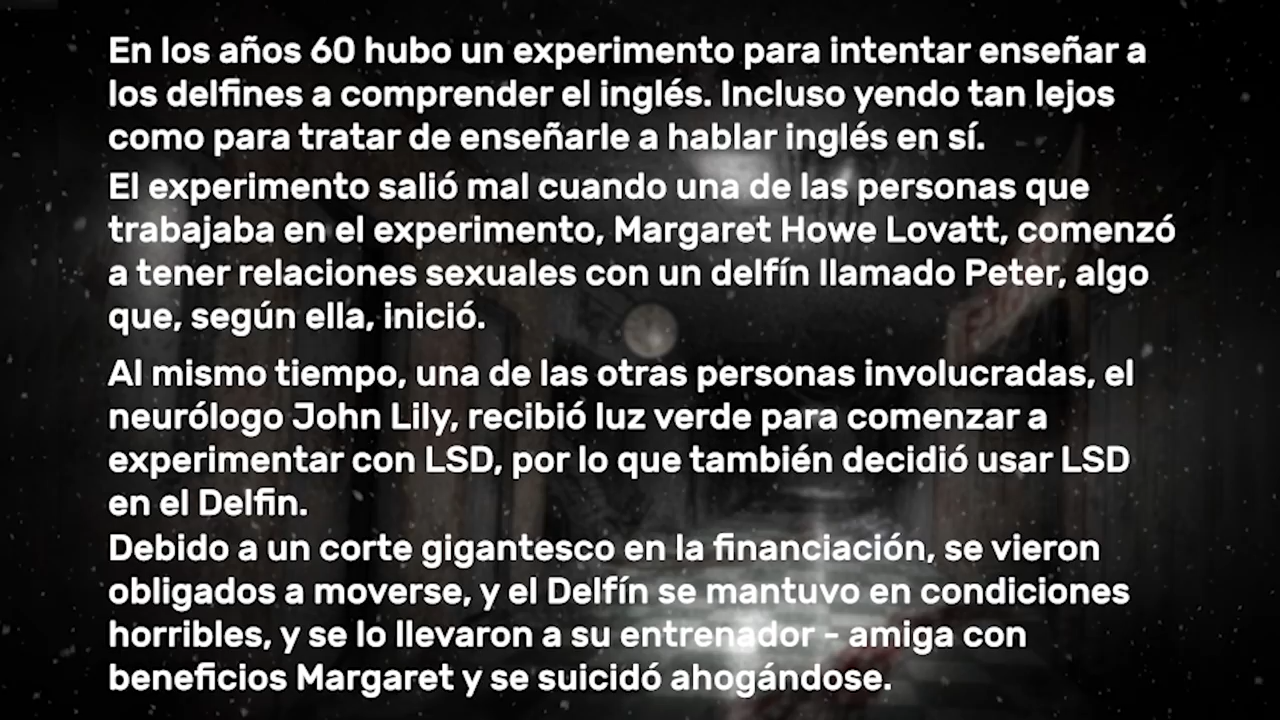 En los años 60 hubo un experimento para intentar enseñar a
los delfines a comprender el inglés. Incluso yendo tan lejos
como para tratar de enseñarle a hablar inglés en sí.
El experimento salió mal cuando una de las personas que
trabajaba en el experimento, Margaret Howe Lovatt, comenzó
a tener relaciones sexuales con un delfín llamado Peter, algo
que, según ella, inició.
Al mismo tiempo, una de las otras personas involucradas, el
neurólogo John Lily, recibió luz verde para comenzar a
experimentar con LSD, por lo que también decidió usar LSD
en el Delfin.
Debido a un corte gigantesco en la financiación, se vieron
obligados a moverse, y el Delfín se mantuvo en condiciones
horribles, y se lo llevaron a su entrenador - amiga con
beneficios Margaret y se suicidó ahogándose.